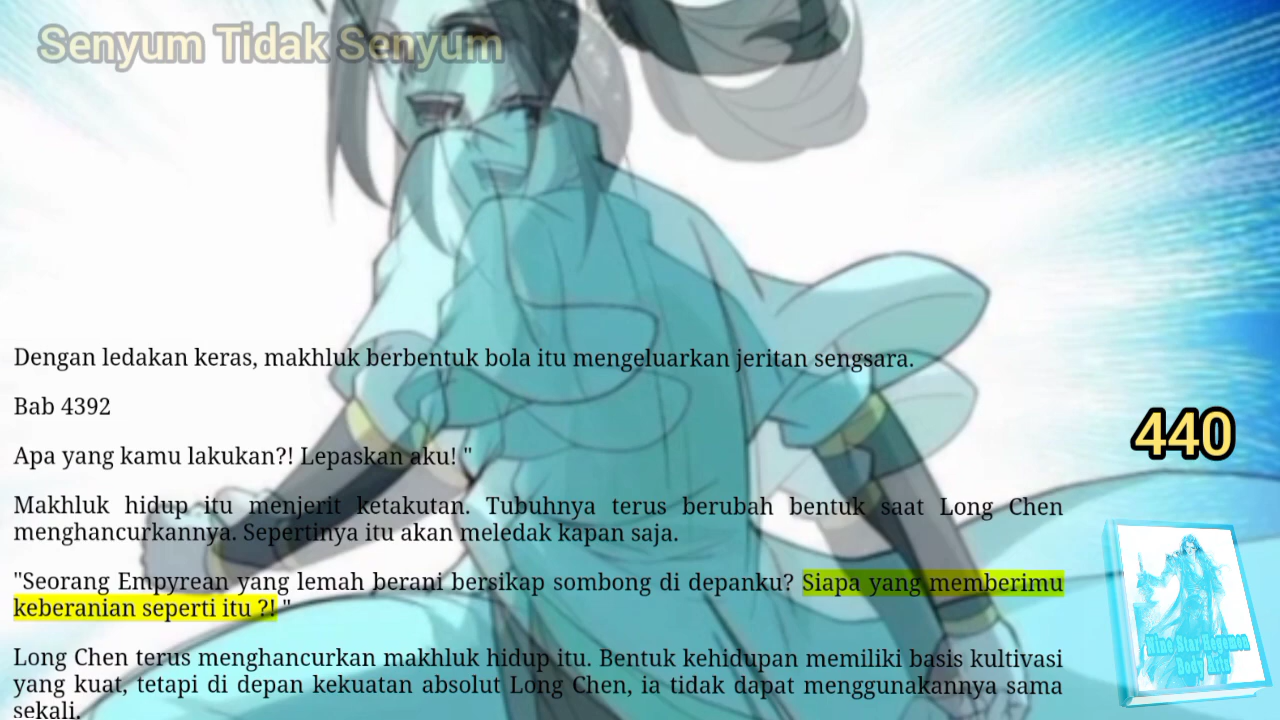 Senyum Tidak Senyum
Dengan ledakan keras, makhluk berbentuk bola itu mengeluarkan jeritan sengsara.
Bab 4392
Apa yang kamu lakukan?! Lepaskan aku! "
Makhluk hidup itu menjerit ketakutan. Tubuhnya terus berubah bentuk saat Long Chen
menghancurkannya. Sepertinya itu akan meledak kapan saja.
"Seorang Empyrean yang lemah berani bersikap sombong di depanku? Siapa yang memberimu
keberanian seperti itu ?! "
Long Chen terus menghancurkan makhluk hidup itu. Bentuk kehidupan memiliki basis kultivasi
yang kuat, tetapi di depan kekuatan absolut Long Chen, ia tidak dapat menggunakannya sama
sekali.
440
Nine Star Hegemon
Body Arts